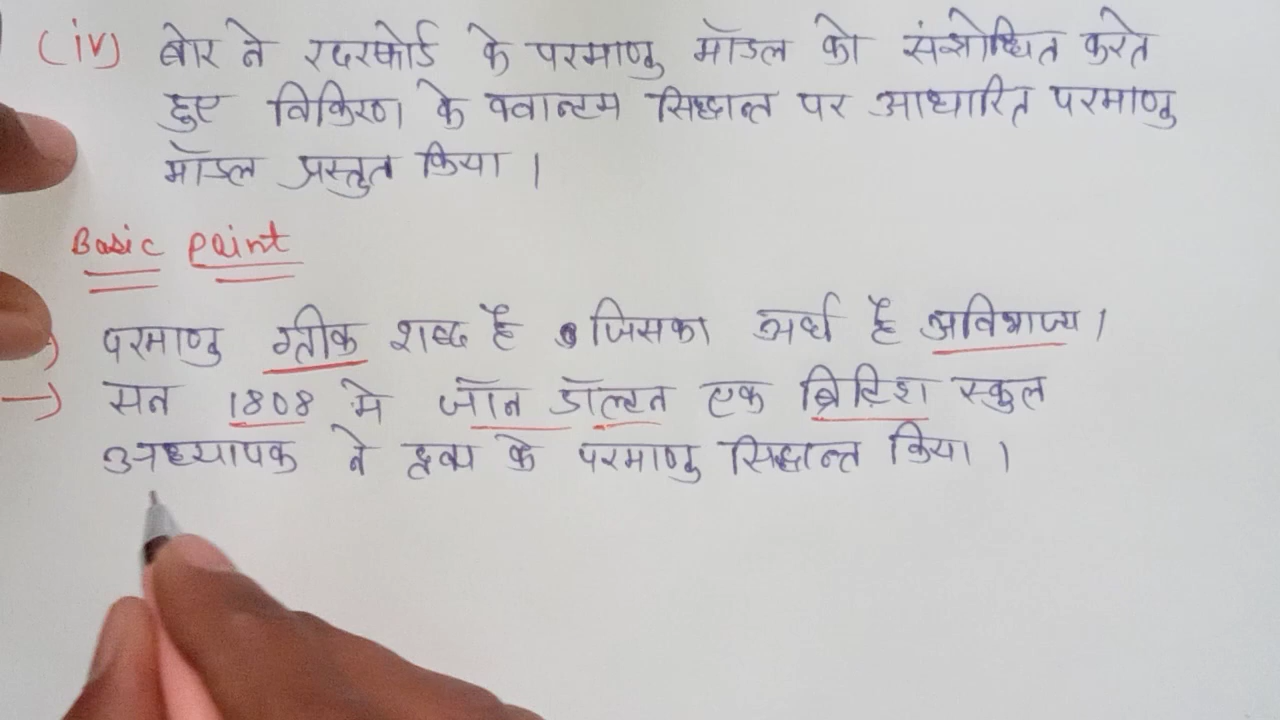 (iv) बोर ने रदरफोर्ड के परमाणु मॉडल को संशोधित करते
हुए विकिरण के क्वान्टम सिद्धान्त पर आधारित परमाणु
मॉडल प्रस्तुत किया ।
Basic point
→ परमाणु ग्रीक शब्द है जिसका अर्थ है अविभाज्य ।
→ सन 1808 मे जॉन डॉल्टन एक ब्रिटिश स्कुल
अध्यापक ने द्रव्य के परमाणु सिद्धान्त किया ।